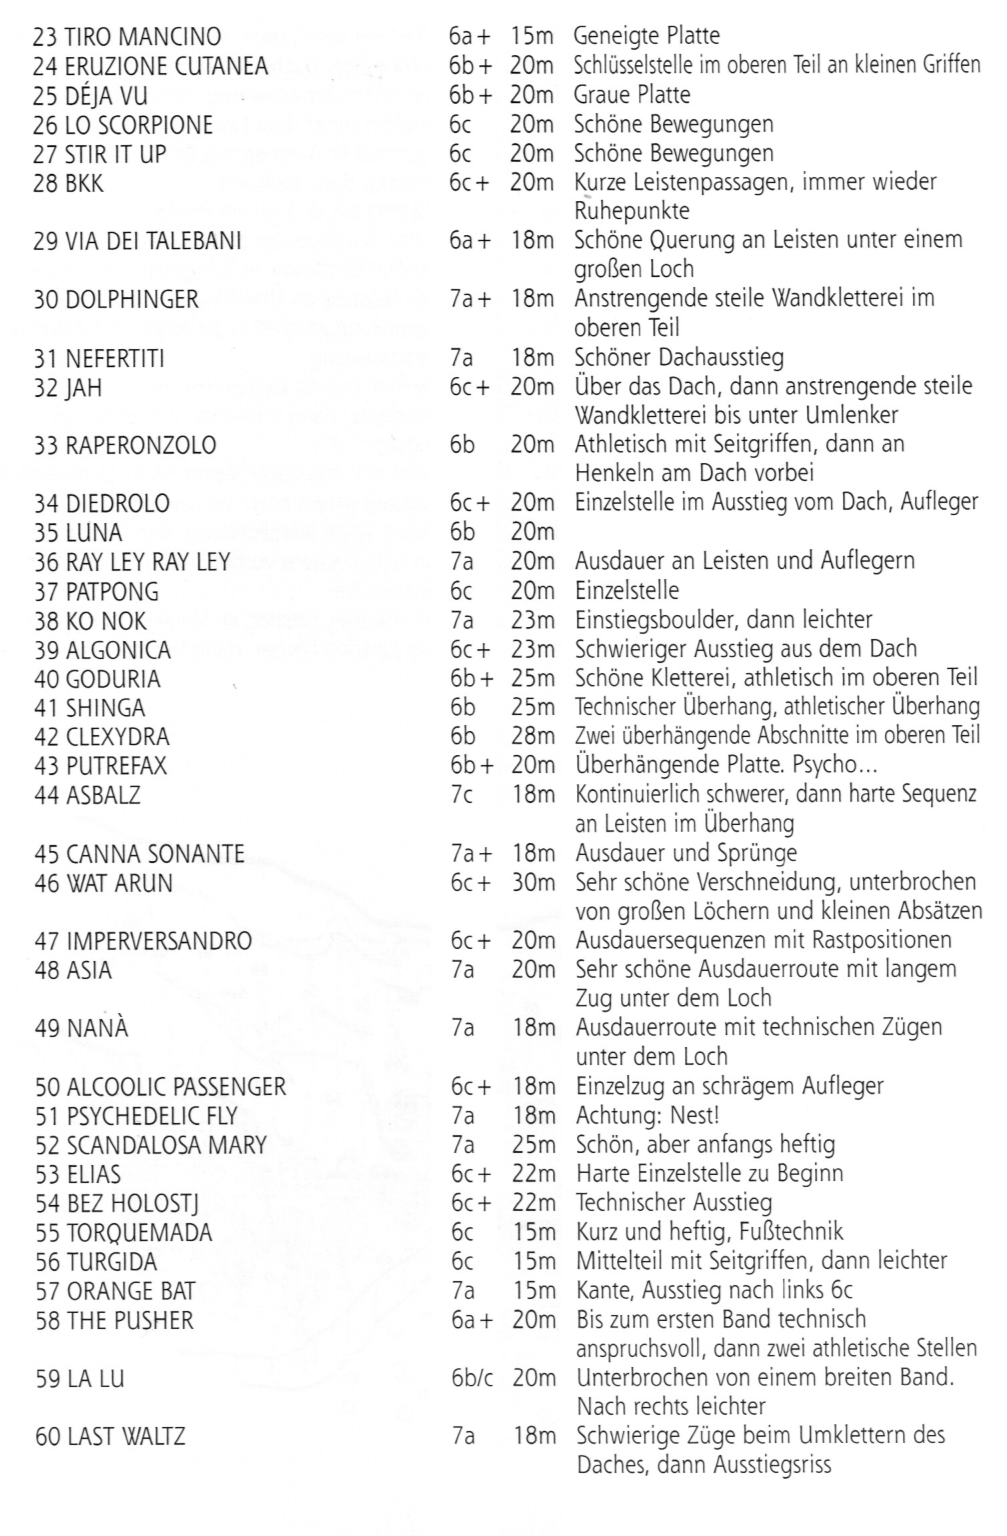 23 TIRO MANCINO 6a+ 15m Geneigte Platte
24 ERUZIONE CUTANEA 6b+ 20m Schlüsselstelle im oberen Teil an kleinen Griffen
25 DÉJA VU 6b+ 20m Graue Platte
26 LO SCORPIONE 6c 20m Schöne Bewegungen
27 STIR IT UP 6c 20m Schöne Bewegungen
28 BKK 6c+ 20m Kurze Leistenpassagen, immer wieder
Ruhepunkte
29 VIA DEI TALEBANI 6a+ 18m Schöne Querung an Leisten unter einem
großen Loch
30 DOLPHINGER 7a+ 18m Anstrengende steile Wandkletterei im
oberen Teil
31 NEFERTITI 7a 18m Schöner Dachausstieg
32 JAH 6c+ 20m Über das Dach, dann anstrengende steile
Wandkletterei bis unter Umlenker
33 RAPERONZOLO 6b 20m Athletisch mit Seitgriffen, dann an
Henkeln am Dach vorbei
34 DIEDROLO 6c+ 20m Einzelstelle im Ausstieg vom Dach, Aufleger
35 LUNA 6b 20m
36 RAY LEY RAY LEY 7a 20m Ausdauer an Leisten und Auflegern
37 PATPONG 6c 20m Einzelstelle
38 KO NOK 7a 23m Einstiegsboulder, dann leichter
39 ALGONICA 6c+ 23m Schwieriger Ausstieg aus dem Dach
40 GODURIA 6b+ 25m Schöne Kletterei, athletisch im oberen Teil
41 SHINGA 6b 25m Technischer Überhang, athletischer Überhang
42 CLEXYDRA 6b 28m Zwei überhängende Abschnitte im oberen Teil
43 PUTREFAX 6b+ 20m Überhängende Platte. Psycho...
44 ASBALZ 7c 18m Kontinuierlich schwerer, dann harte Sequenz
an Leisten im Überhang
45 CANNA SONANTE 7a+ 18m Ausdauer und Sprünge
46 WAT ARUN 6c+ 30m Sehr schöne Verschneidung, unterbrochen
von großen Löchern und kleinen Absätzen
47 IMPERVERSANDRO 6c+ 20m Ausdauersequenzen mit Rastpositionen
48 ASIA 7a 20m Sehr schöne Ausdauerroute mit langem
Zug unter dem Loch
49 NANÀ 7a 18m Ausdauerroute mit technischen Zügen
unter dem Loch
50 ALCOOLIC PASSENGER 6c+ 18m Einzelzug an schrägem Aufleger
51 PSYCHEDELIC FLY 7a 18m Achtung: Nest!
52 SCANDALOSA MARY 7a 25m Schön, aber anfangs heftig
53 ELIAS 6c+ 22m Harte Einzelstelle zu Beginn
54 BEZ HOLOSTJ 6c+ 22m Technischer Ausstieg
55 TORQUEMADA 6c 15m Kurz und heftig, Fußtechnik
56 TURGIDA 6c 15m Mittelteil mit Seitgriffen, dann leichter
57 ORANGE BAT 7a 15m Kante, Ausstieg nach links 6c
58 THE PUSHER 6a+ 20m Bis zum ersten Band technisch
anspruchsvoll, dann zwei athletische Stellen
59 LA LU 6b/c 20m Unterbrochen von einem breiten Band.
Nach rechts leichter
60 LAST WALTZ 7a 18m Schwierige Züge beim Umklettern des
Daches, dann Ausstiegsriss